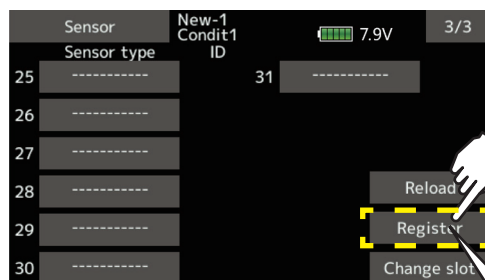 Sensor New-1 7.9V 3/3
Condit1
Sensor type ID
25 ----------- 31 -----------
26 -----------
27 -----------
28 ----------- Reload
29 ----------- Register
30 ----------- Change slot